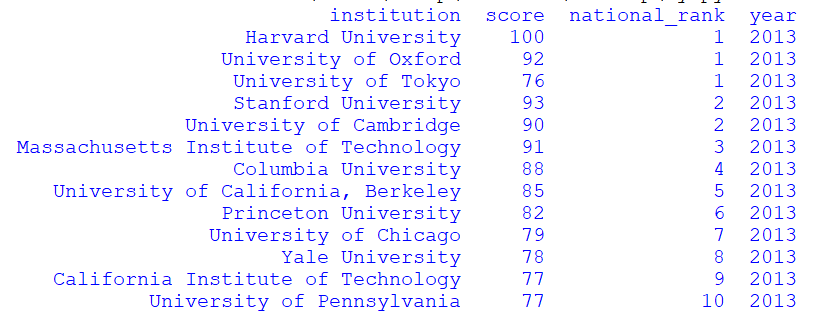 institution score national_rank year
Harvard University 100 1 2013
University of Oxford 92 1 2013
University of Tokyo 76 1 2013
Stanford University 93 2 2013
University of Cambridge 90 2 2013
Massachusetts Institute of Technology 91 3 2013
Columbia University 88 4 2013
University of California, Berkeley 85 5 2013
Princeton University 82 6 2013
University of Chicago 79 7 2013
Yale University 78 8 2013
California Institute of Technology 77 9 2013
University of Pennsylvania 77 10 2013